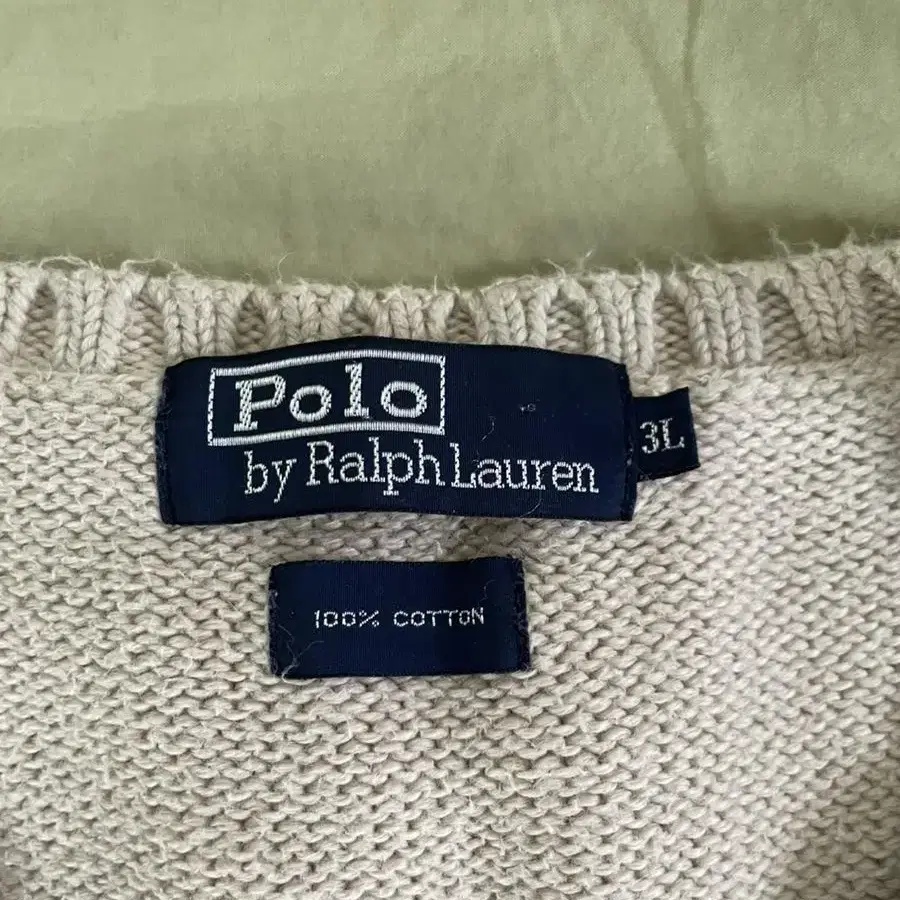 Polo
by Ralph Lauren
3L
100% COTTON